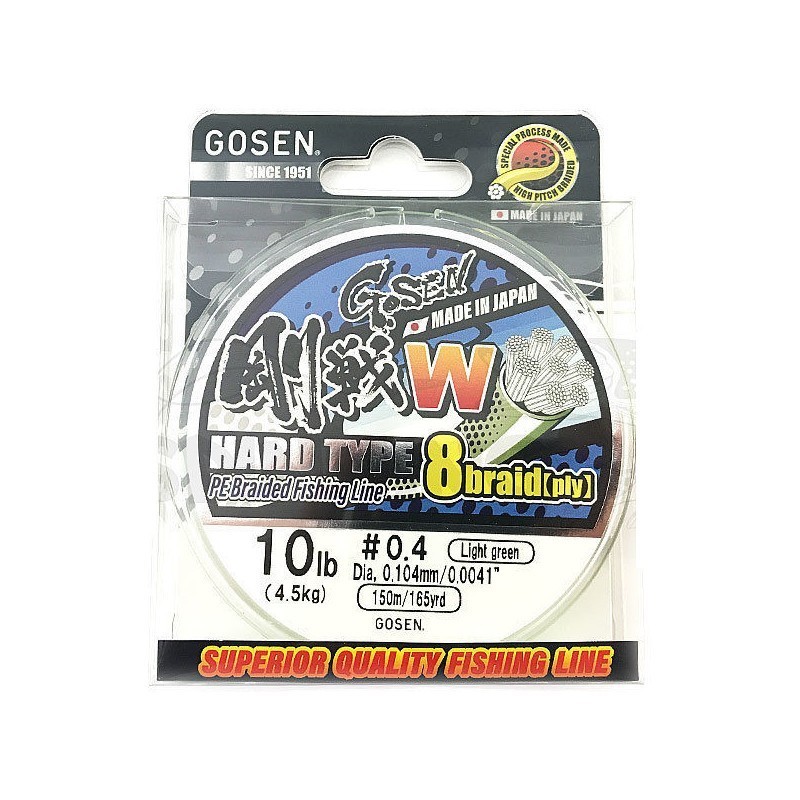 GOSEN®
SINCE 1951
SPECIAL PROCESS MADE
HIGH PITCH BRAIDED
MADE IN JAPAN
GOSEN
MADE IN JAPAN
剛戦 W
HARD TYPE 8braid[ply]
PE Braided Fishing Line
10lb
(4.5kg)
#0.4 Light green
Dia, 0.104mm/0.0041"
150m/165yrd
GOSEN.
SUPERIOR QUALITY FISHING LINE